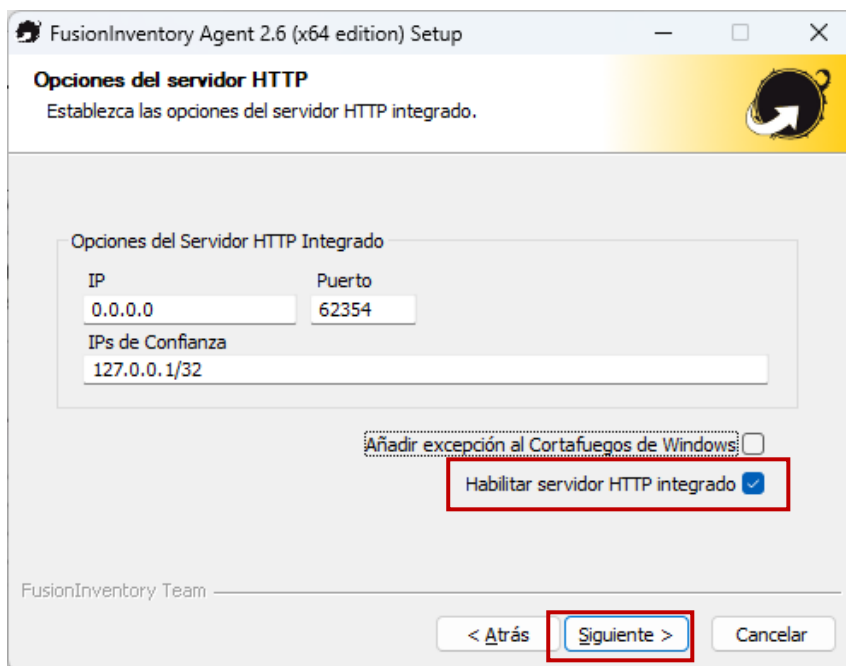 FusionInventory Agent 2.6 (x64 edition) Setup
Opciones del servidor HTTP
Establezca las opciones del servidor HTTP integrado.
Opciones del Servidor HTTP Integrado
IP Puerto
0.0.0.0 62354
IPs de Confianza
127.0.0.1/32
Añadir excepción al Cortafuegos de Windows
Habilitar servidor HTTP integrado
FusionInventory Team
< Atrás Siguiente > Cancelar